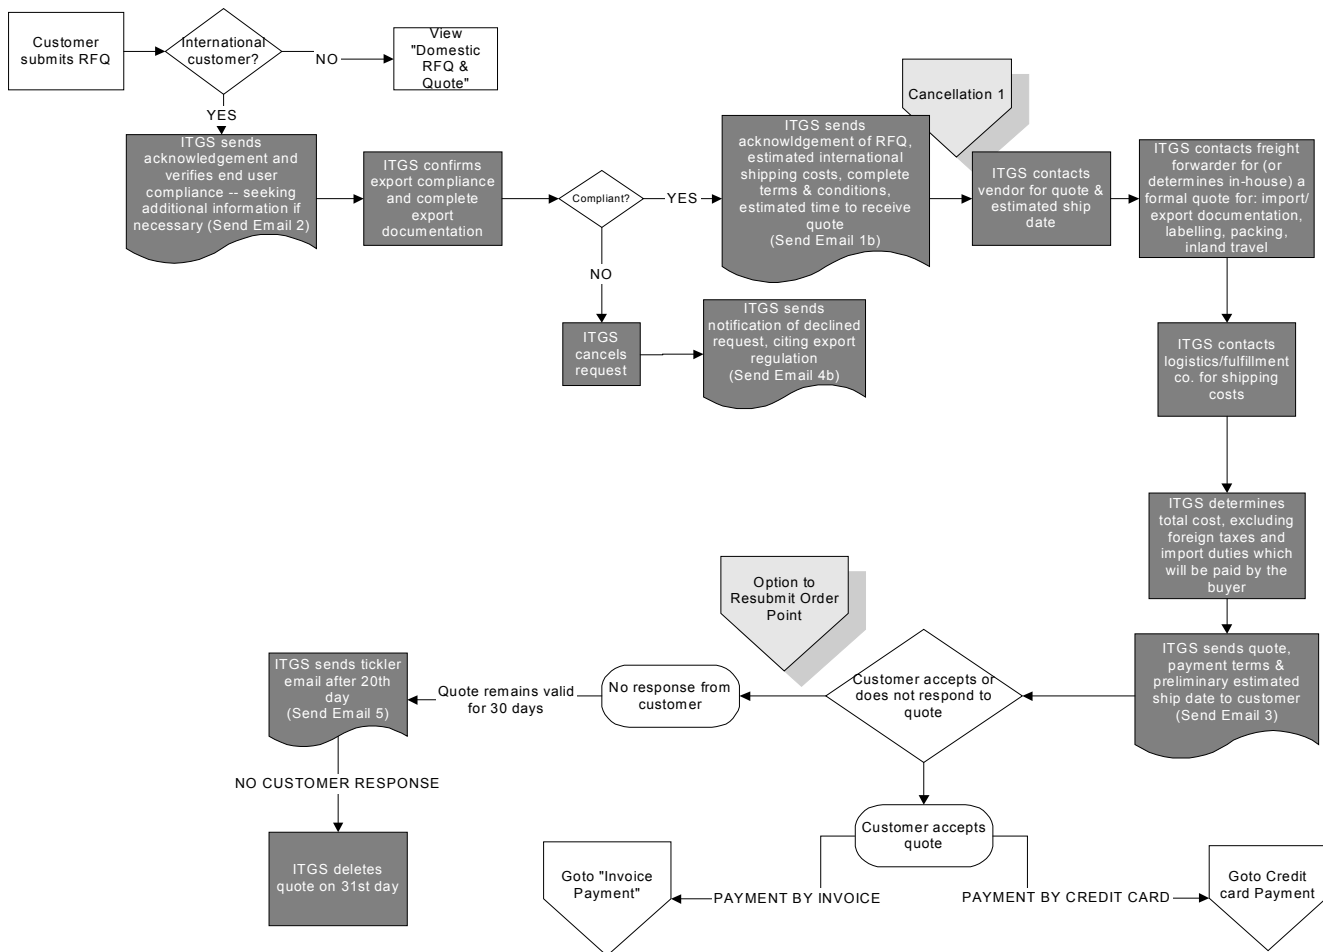 Customer
submits RFQ
International
customer?
NO
View
"Domestic
RFQ &
Quote"
YES
ITGS sends
acknowledgement and
verifies end user
compliance -- seeking
additional information if
necessary (Send Email 2)
ITGS confirms
export compliance
and complete
export
documentation
Compliant?
YES
ITGS sends
acknowldgement of RFQ,
estimated international
shipping costs, complete
terms & conditions,
estimated time to receive
quote
(Send Email 1b)
Cancellation 1
ITGS contacts
vendor for quote &
estimated ship
date
ITGS contacts freight
forwarder for (or
determines in-house) a
formal quote for: import/
export documentation,
labelling, packing,
inland travel
NO
ITGS
cancels
request
ITGS sends
notification of declined
request, citing export
regulation
(Send Email 4b)
ITGS contacts
logistics/fulfillment
co. for shipping
costs
ITGS determines
total cost, excluding
foreign taxes and
import duties which
will be paid by the
buyer
Option to
Resubmit Order
Point
ITGS sends quote,
payment terms &
preliminary estimated
ship date to customer
(Send Email 3)
Customer accepts or
does not respond to
quote
No response from
customer
Quote remains valid
for 30 days
ITGS sends tickler
email after 20th
day
(Send Email 5)
NO CUSTOMER RESPONSE
ITGS deletes
quote on 31st day
Customer accepts
quote
PAYMENT BY INVOICE
Goto "Invoice
Payment"
PAYMENT BY CREDIT CARD
Goto Credit
card Payment